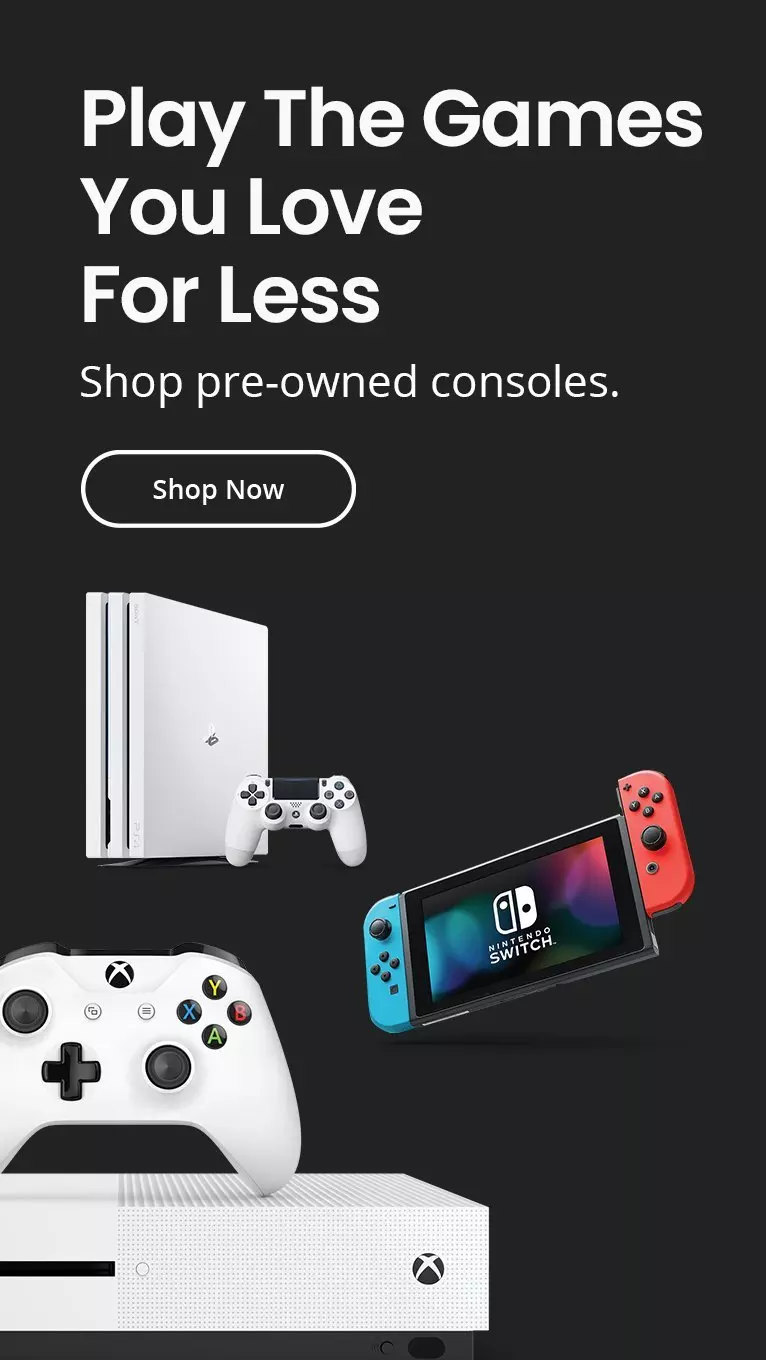 Play The Games
You Love
For Less
Shop pre-owned consoles.
Shop Now
NINTENDO
SWITCH
Y
X
B
A